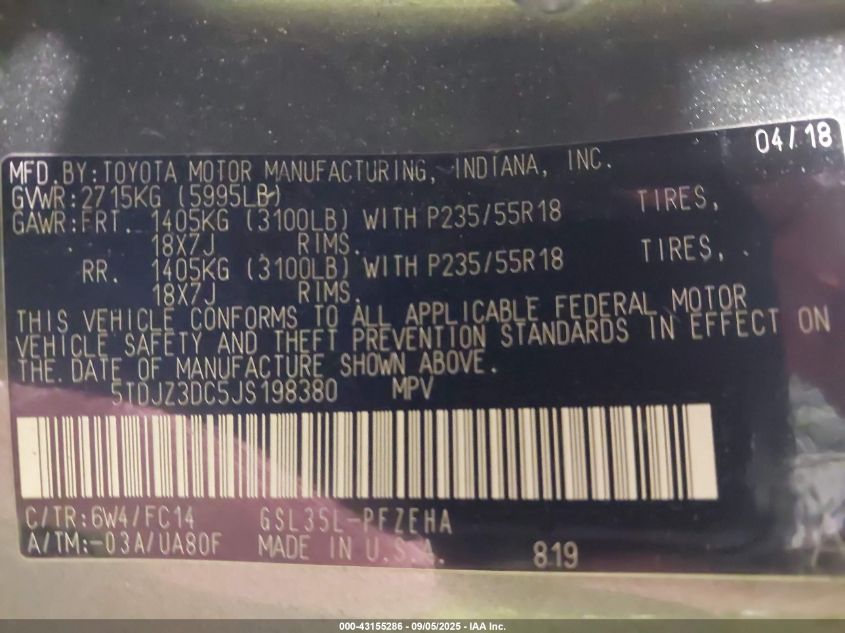 04/18
MFD.BY:TOYOTA MOTOR MANUFACTURING, INDIANA, INC.
GVWR:2715KG (5995LB)
GAWR:FRT. 1405KG (3100LB) WITH P235/55R18 TIRES,
18X7J RIMS.
RR. 1405KG (3100LB) WITH P235/55R18 TIRES,
18X7J RIMS.
THIS VEHICLE CONFORMS TO ALL APPLICABLE FEDERAL MOTOR
VEHICLE SAFETY AND THEFT PREVENTION STANDARDS IN EFFECT ON
THE DATE OF MANUFACTURE SHOWN ABOVE.
5TDJZ3DC5JS198380 MPV
C/TR:6W4/FC14 GSL35L-PFZEHA
A/TM:-03A/UA80F MADE IN U.S.A. 819
000-43155286 - 09/05/2025 - IAA Inc.